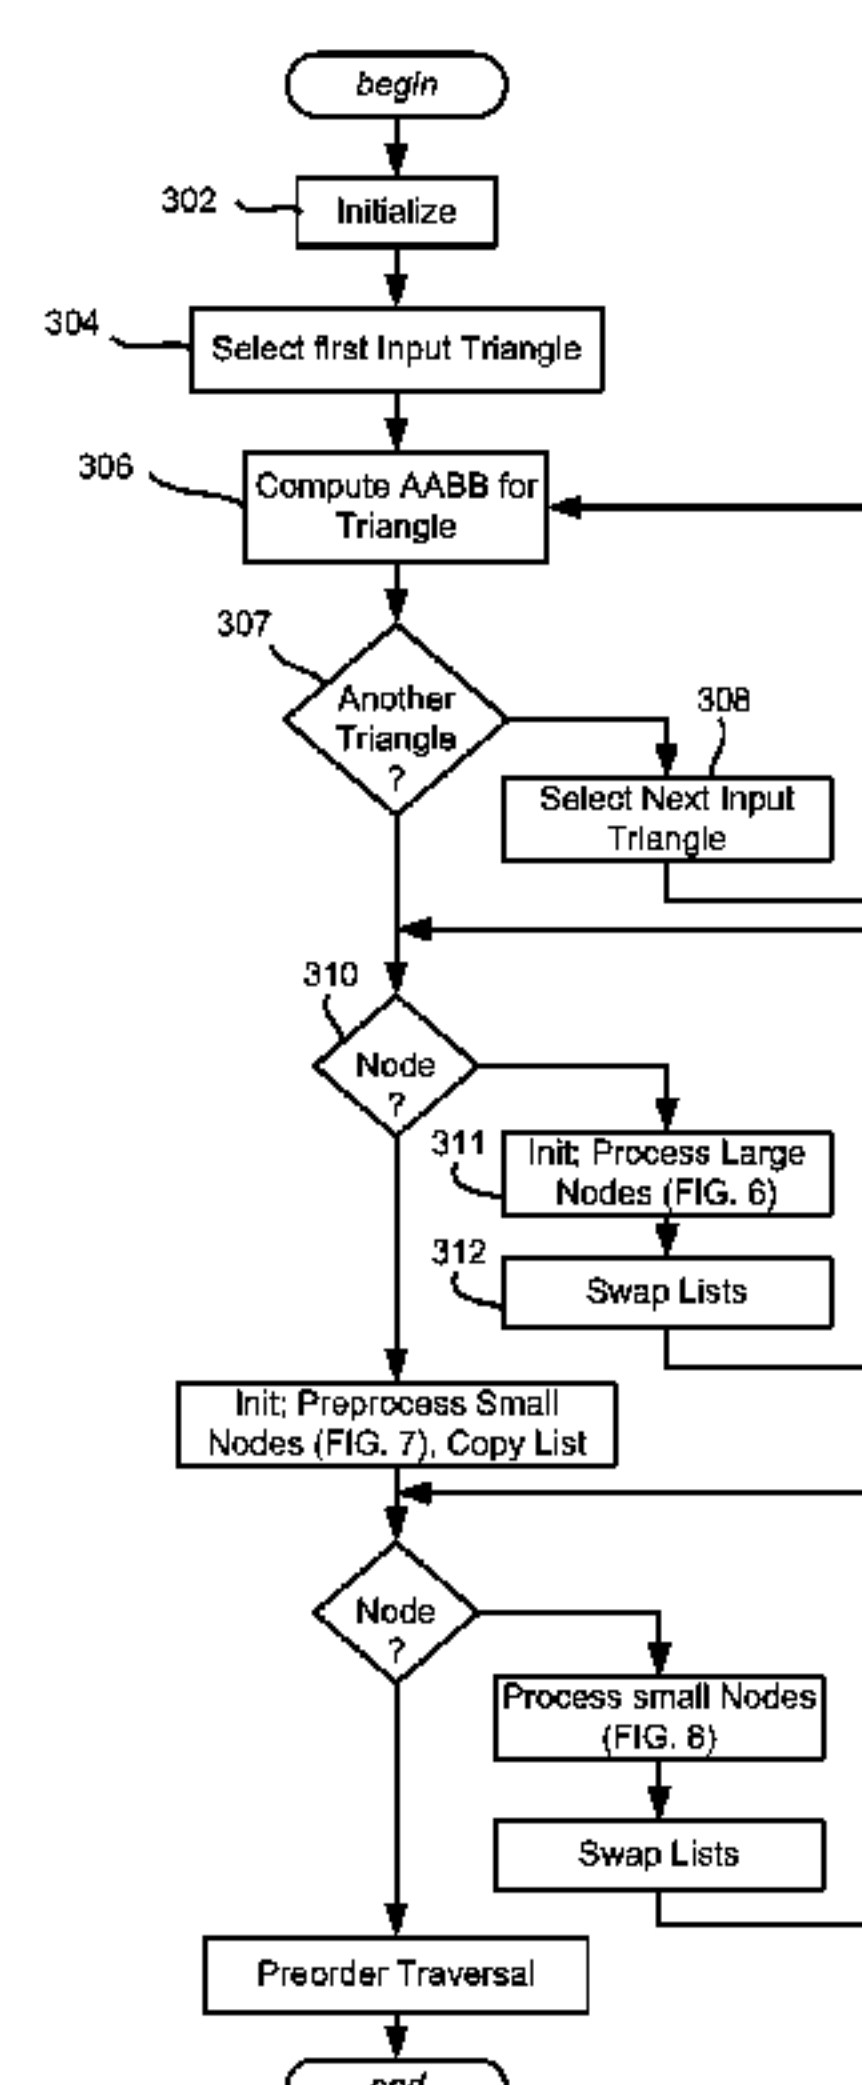 begin
302
Initialize
304
Select first Input Triangle
306
Compute AABB for
Triangle
307
Another
Triangle
?
308
Select Next Input
Triangle
310
Node
?
311
Init; Process Large
Nodes (FIG. 6)
312
Swap Lists
Init; Preprocess Small
Nodes (FIG. 7), Copy List
Node
?
Process small Nodes
(FIG. 8)
Swap Lists
Preorder Traversal
end